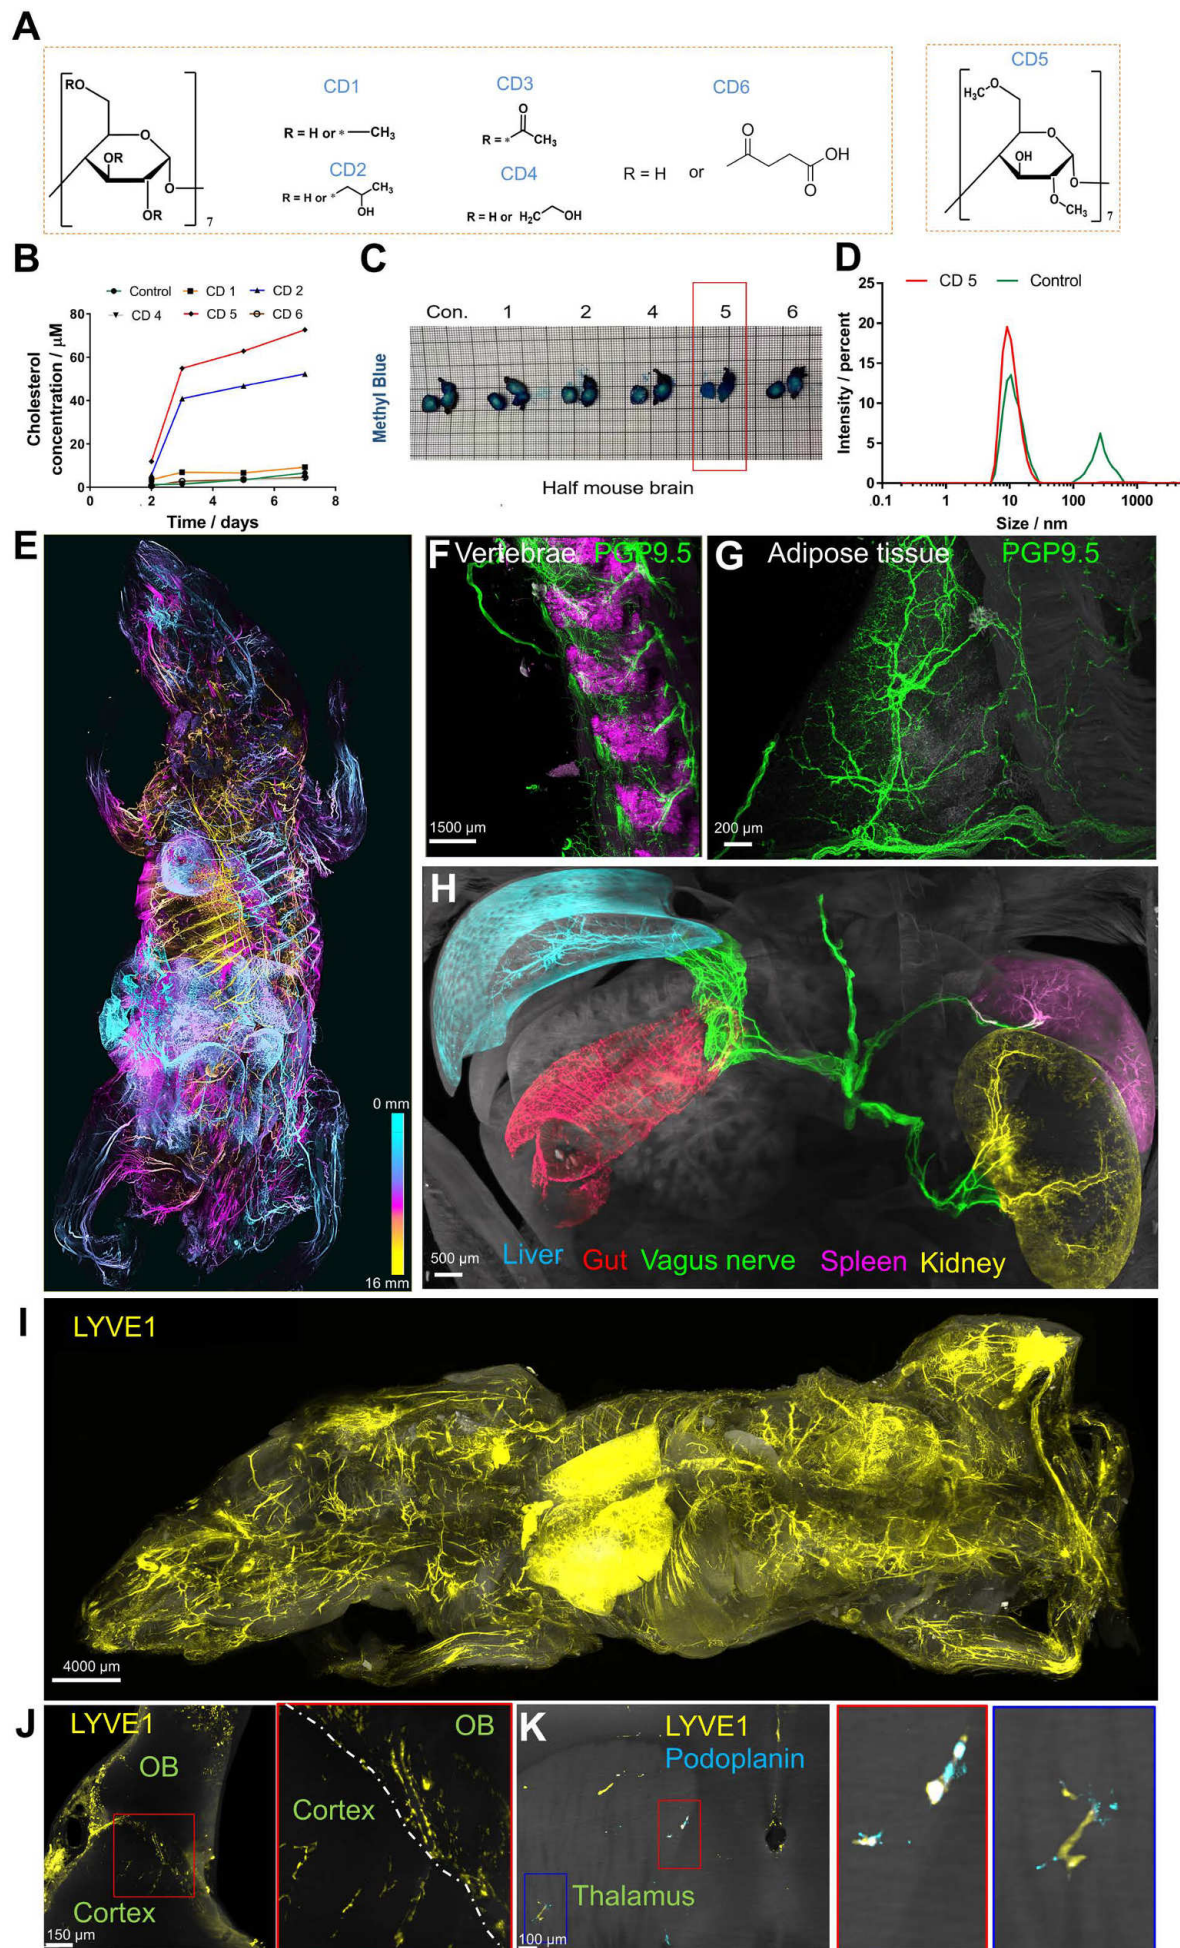 A
CD1
R = H or *—CH₃
CD2
R = H or *
CH₃
OH
CD3
O
R = *
CH₃
CD4
R = H or H₂C
OH
CD6
O
R = H or
OH
O
RO
O
OR
O
OR
7
CD5
H₃C
O
O
OH
O
O
CH₃
7
B
Control
CD 1
CD 2
CD 4
CD 5
CD 6
Cholesterol
concentration / µM
80
60
40
20
0
0 2 4 6 8
Time / days
C
Con. 1 2 4 5 6
Methyl Blue
Half mouse brain
D
CD 5
Control
Intensity / percent
25
20
15
10
5
0
.0.1 1 10 100 1000
Size / nm
E
0 mm
16 mm
F Vertebrae PGP9.5
1500 µm
G Adipose tissue PGP9.5
200 µm
H
500 µm
Liver Gut Vagus nerve Spleen Kidney
I
LYVE1
4000 µm
J LYVE1
OB
Cortex
150 µm
OB
Cortex
K LYVE1
Podoplanin
Thalamus
100 µm